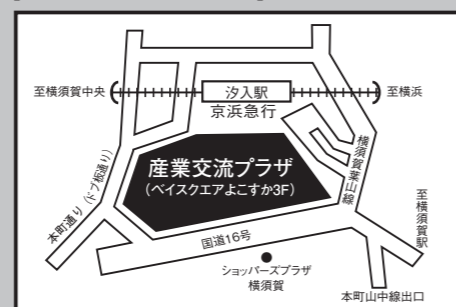 至横須賀中央
汐入駅
至横浜
京浜急行
産業交流プラザ
(ベイスクエアよこすか3F)
横須賀葉山線
本町通り(ドブ板通り)
至横須賀駅
国道16号
ショッパーズプラザ
横須賀
本町山中線出口